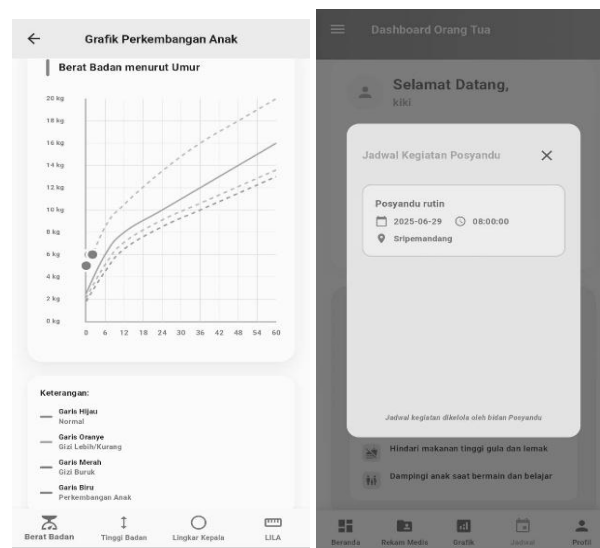 Grafik Perkembangan Anak
Berat Badan menurut Umur
20 kg
18 kg
16 kg
14 kg
12 kg
10 kg
8 kg
6 kg
4 kg
2 kg
0 kg
0 6 12 18 24 30 36 42 48 54 60
Keterangan:
Garis Hijau
Normal
Garis Oranye
Gizi Lebih/Kurang
Garis Merah
Gizi Buruk
Garis Biru
Perkembangan Anak
Berat Badan Tinggi Badan Lingkar Kepala LILA
Dashboard Orang Tua
Selamat Datang,
kiki
Jadwal Kegiatan Posyandu
Posyandu rutin
2025-06-29 08:00:00
Sripemandang
Jadwal kegiatan dikelola oleh bidan Posyandu
Hindari makanan tinggi gula dan lemak
Dampingi anak saat bermain dan belajar
Beranda Rekam Medis Grafik Jadwal Profil